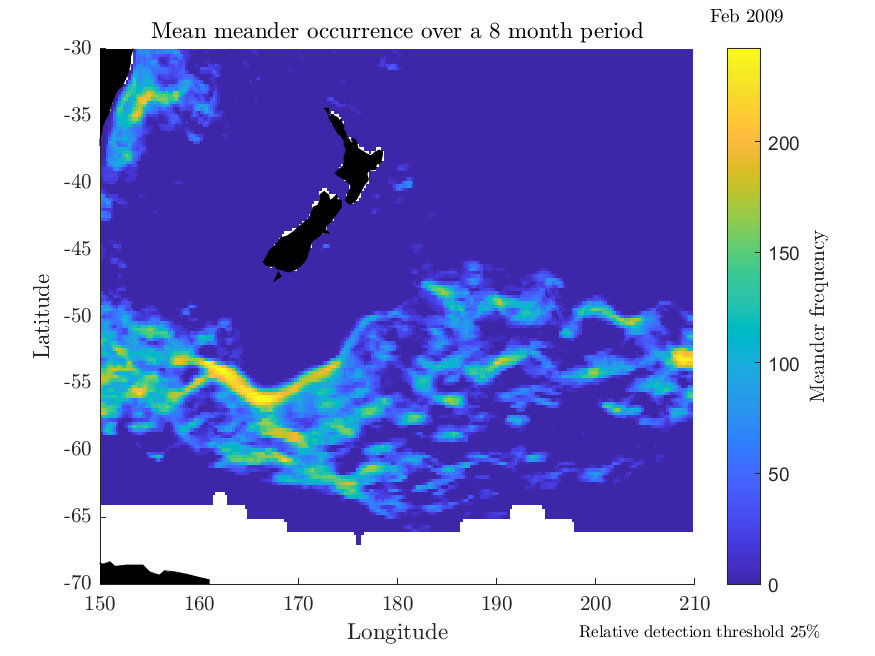 Feb 2009
Mean meander occurrence over a 8 month period
-30
-35
-40
-45
-50
-55
-60
-65
-70
Latitude
150 160 170 180 190 200 210
Longitude
200
150
100
50
0
Meander frequency
Relative detection threshold 25%